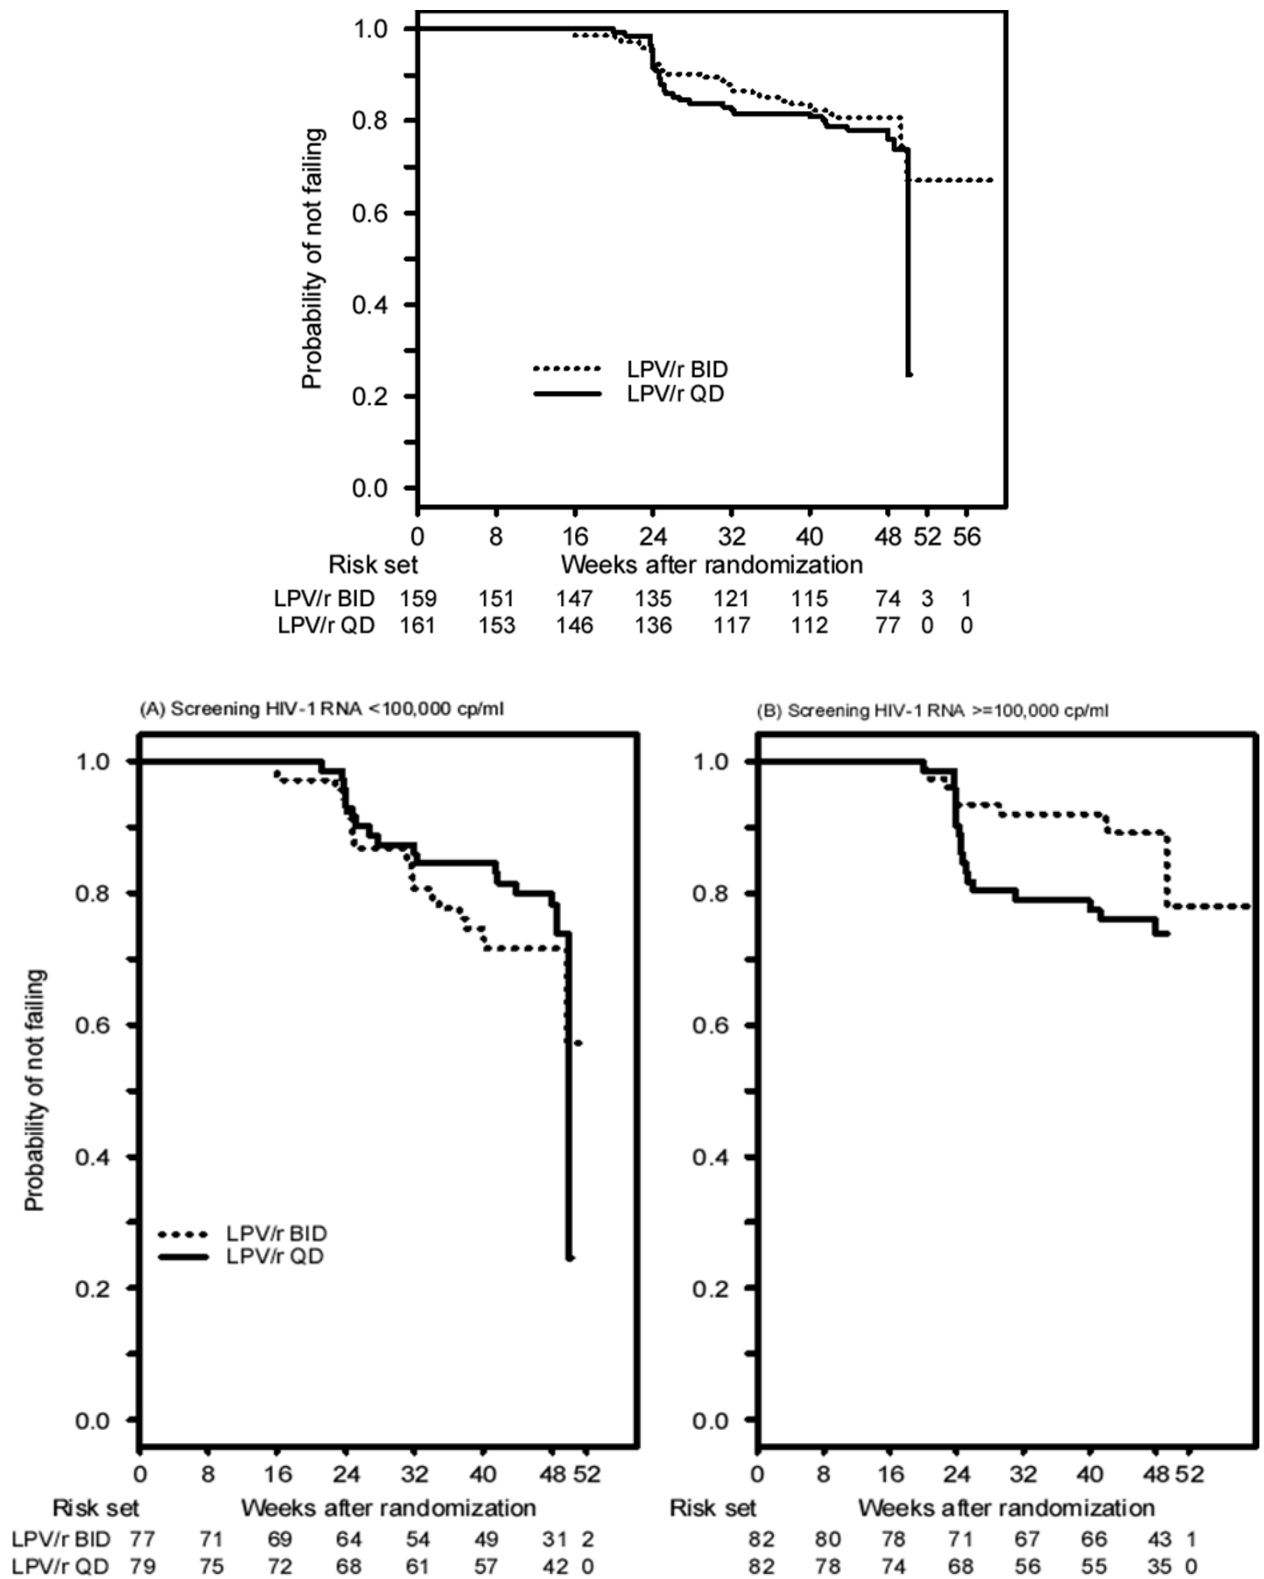 1.0
0.8
0.6
0.4
0.2
0.0
Probability of not failing
LPV/r BID
LPV/r QD
0 8 16 24 32 40 48 52 56
Risk set Weeks after randomization
LPV/r BID 159 151 147 135 121 115 74 3 1
LPV/r QD 161 153 146 136 117 112 77 0 0
(A) Screening HIV-1 RNA <100,000 cp/ml
1.0
0.8
0.6
0.4
0.2
0.0
Probability of not failing
LPV/r BID
LPV/r QD
0 8 16 24 32 40 48 52
Risk set Weeks after randomization
LPV/r BID 77 71 69 64 54 49 31 2
LPV/r QD 79 75 72 68 61 57 42 0
(B) Screening HIV-1 RNA >=100,000 cp/ml
1.0
0.8
0.6
0.4
0.2
0.0
0 8 16 24 32 40 48 52
Risk set Weeks after randomization
82 80 78 71 67 66 43 1
82 78 74 68 56 55 35 0